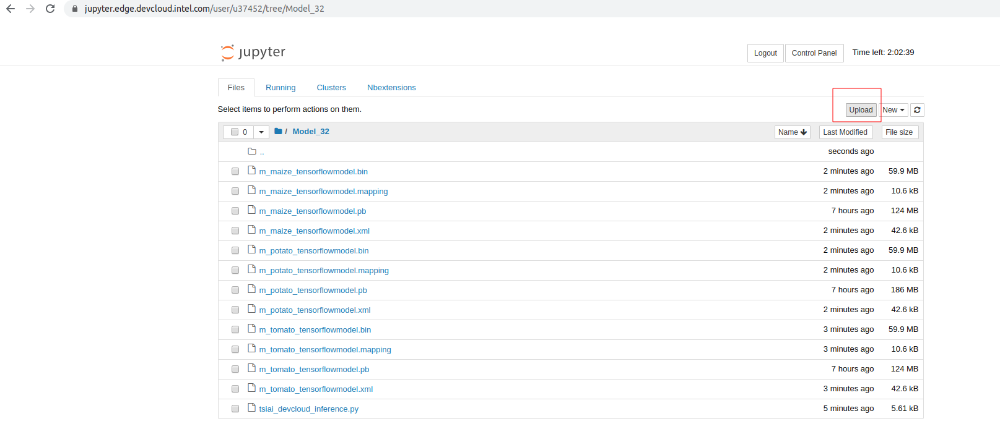 jupyter.edge.devcloud.intel.com/user/u37452/tree/Model_32
jupyter
Logout Control Panel Time left: 2:02:39
Files Running Clusters Nbextensions
Select items to perform actions on them. Upload New
0 / Model_32 Name Last Modified File size
.. seconds ago
m_maize_tensorflowmodel.bin 2 minutes ago 59.9 MB
m_maize_tensorflowmodel.mapping 2 minutes ago 10.6 kB
m_maize_tensorflowmodel.pb 7 hours ago 124 MB
m_maize_tensorflowmodel.xml 2 minutes ago 42.6 kB
m_potato_tensorflowmodel.bin 2 minutes ago 59.9 MB
m_potato_tensorflowmodel.mapping 2 minutes ago 10.6 kB
m_potato_tensorflowmodel.pb 7 hours ago 186 MB
m_potato_tensorflowmodel.xml 2 minutes ago 42.6 kB
m_tomato_tensorflowmodel.bin 3 minutes ago 59.9 MB
m_tomato_tensorflowmodel.mapping 3 minutes ago 10.6 kB
m_tomato_tensorflowmodel.pb 7 hours ago 124 MB
m_tomato_tensorflowmodel.xml 3 minutes ago 42.6 kB
tsiai_devcloud_inference.py 5 minutes ago 5.61 kB